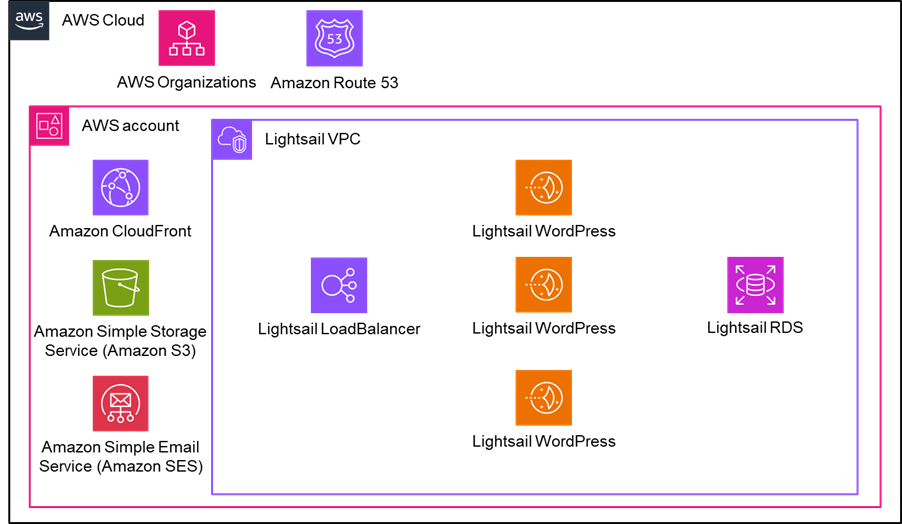 aws
AWS Cloud
53
AWS Organizations
Amazon Route 53
AWS account
Lightsail VPC
Amazon CloudFront
Lightsail WordPress
Amazon Simple Storage
Service (Amazon S3)
Lightsail LoadBalancer
Lightsail WordPress
Lightsail RDS
Amazon Simple Email
Service (Amazon SES)
Lightsail WordPress